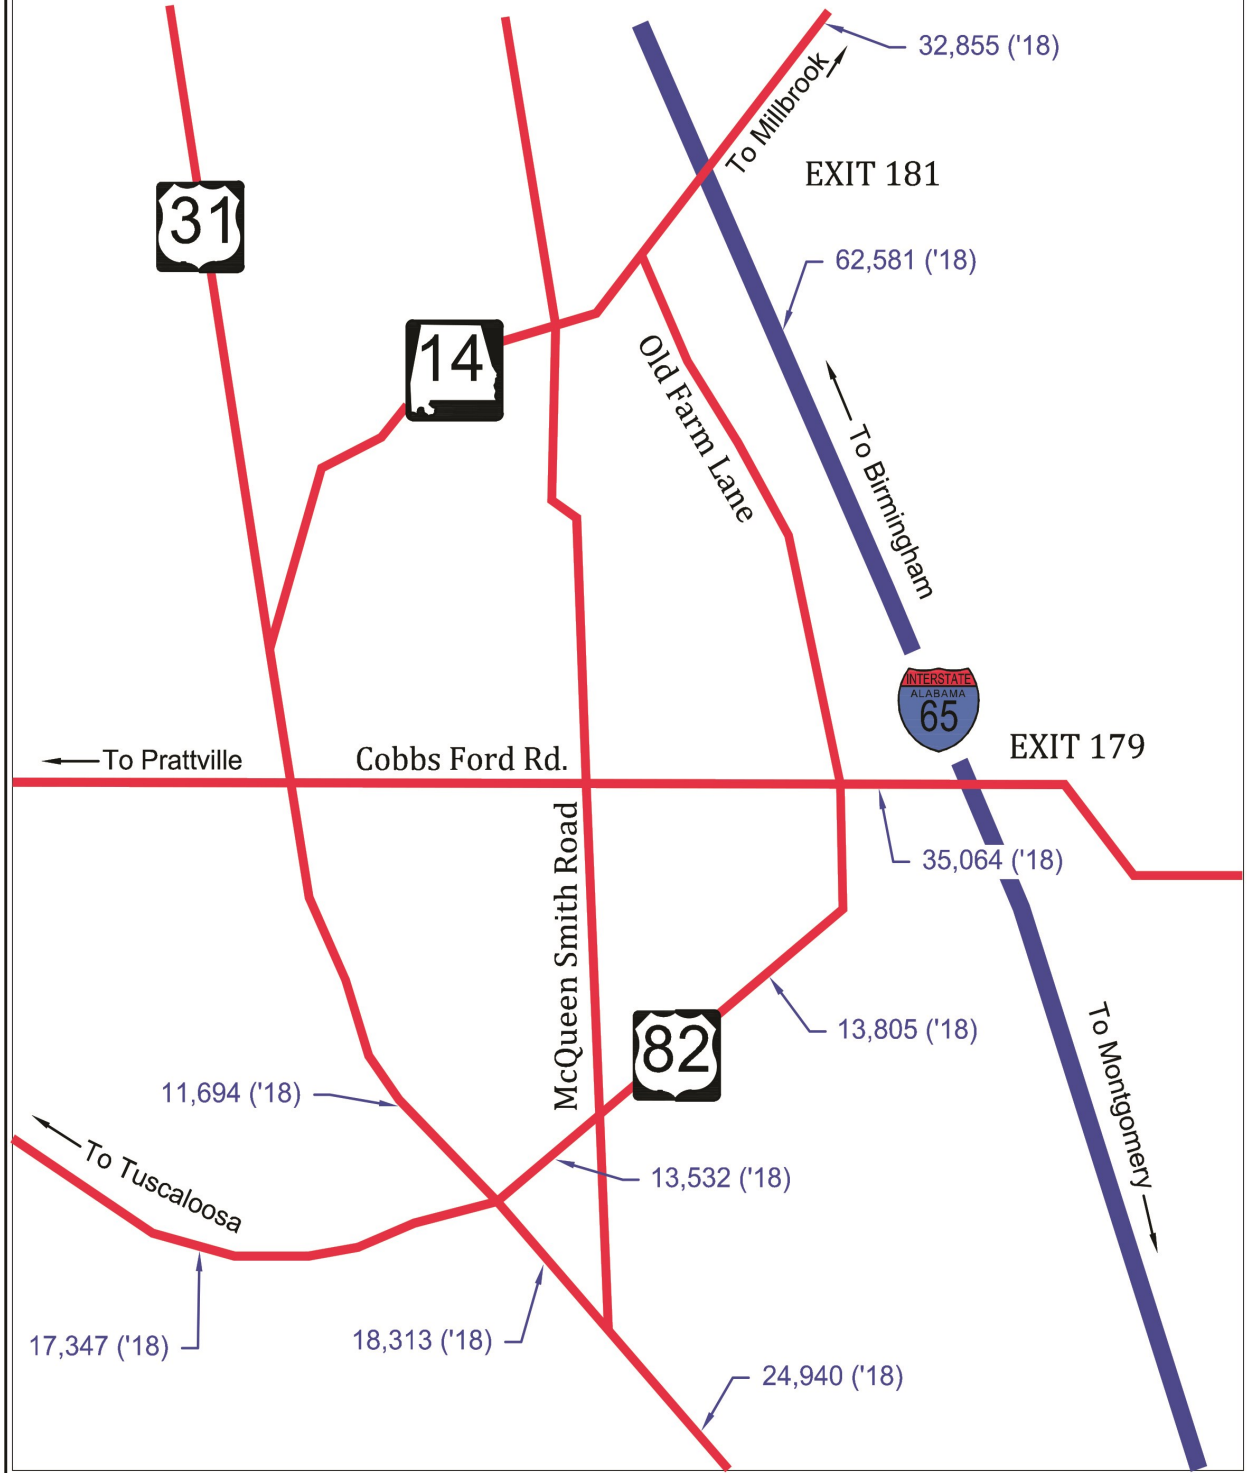 32,855 ('18)
To Millbrook
EXIT 181
31
62,581 ('18)
14
Old Farm Lane
To Birmingham
INTERSTATE
ALABAMA
65
EXIT 179
To Prattville
Cobbs Ford Rd.
35,064 ('18)
McQueen Smith Road
13,805 ('18)
82
To Montgomery
11,694 ('18)
To Tuscaloosa
13,532 ('18)
17,347 ('18)
18,313 ('18)
24,940 ('18)